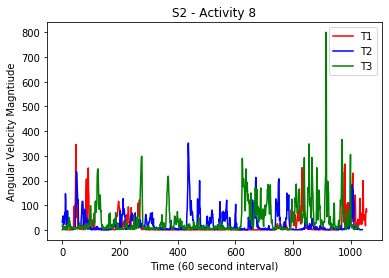 S2 - Activity 8
T1
T2
T3
800
700
600
500
400
300
200
100
0
Angular Velocity Magntiude
0 200 400 600 800 1000
Time (60 second interval)